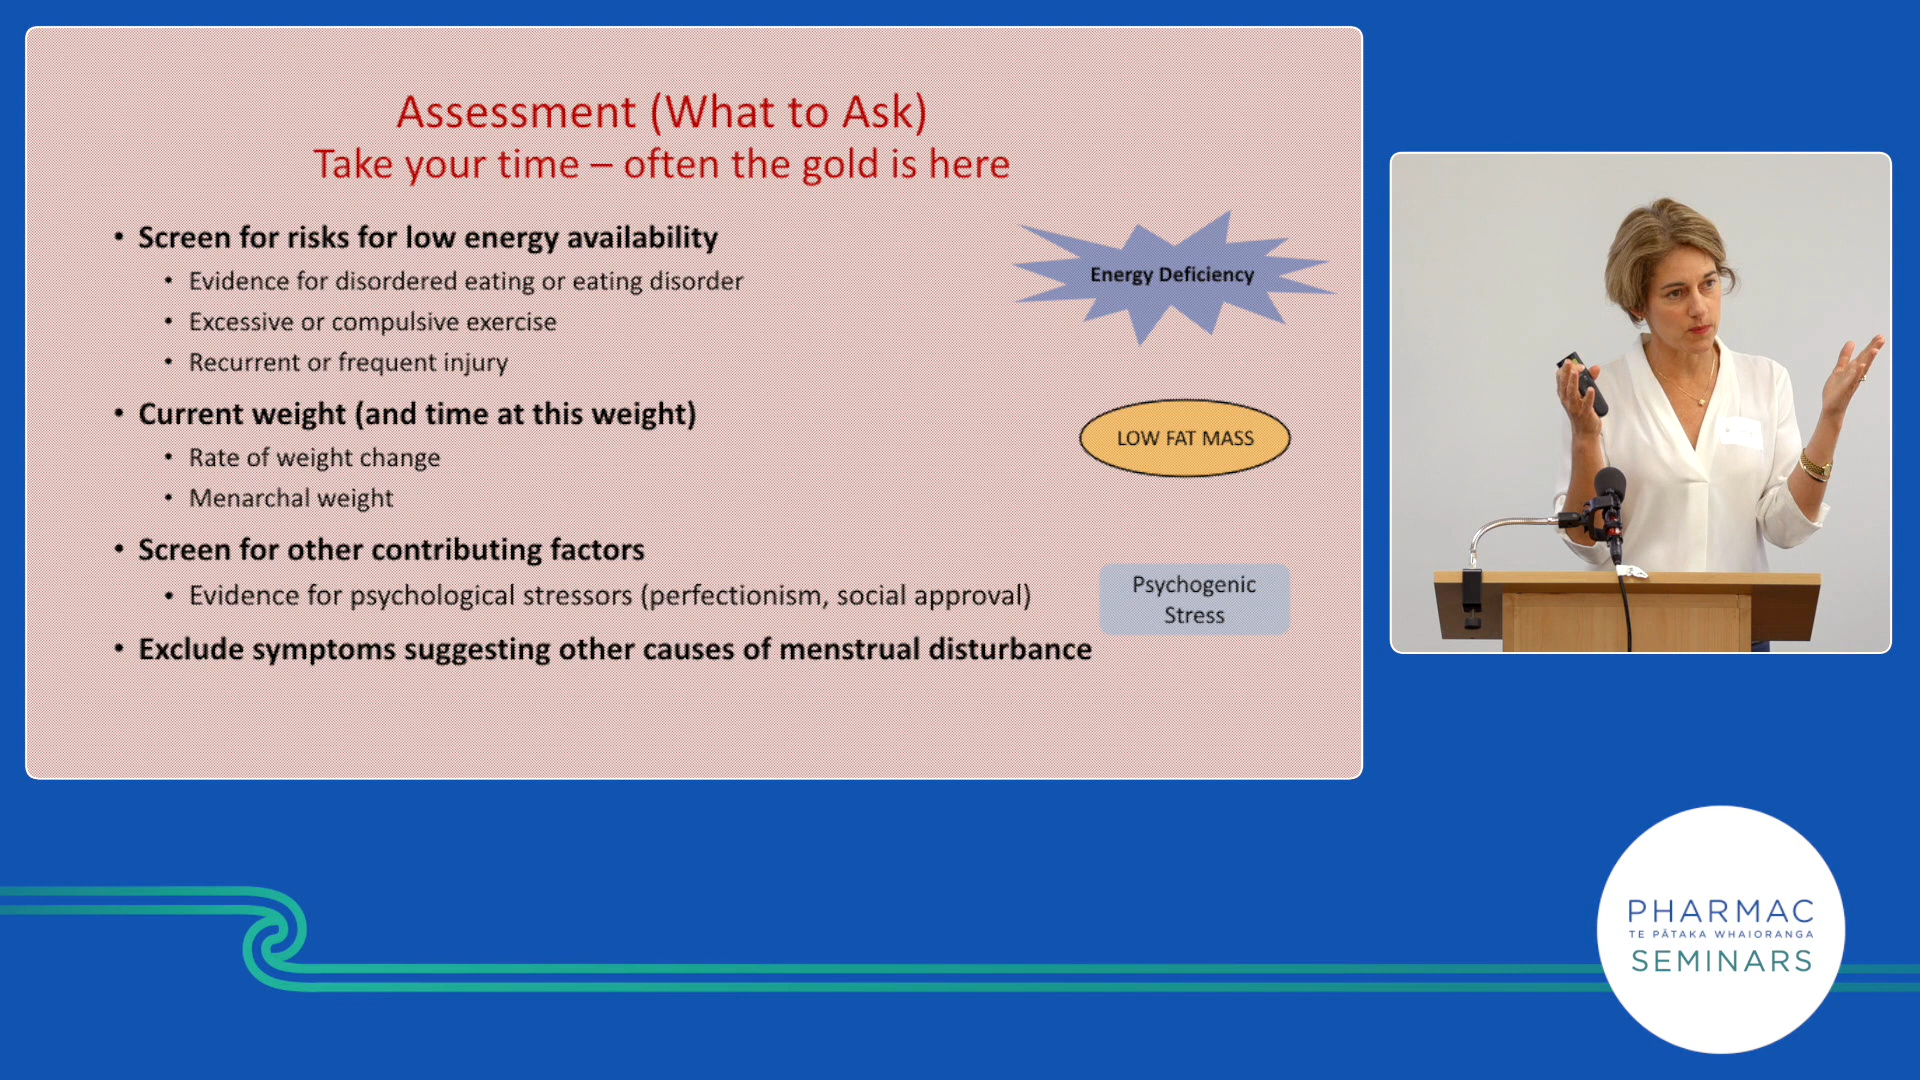 Assessment (What to Ask)
Take your time – often the gold is here
• Screen for risks for low energy availability
• Evidence for disordered eating or eating disorder
• Excessive or compulsive exercise
• Recurrent or frequent injury
Energy Deficiency
• Current weight (and time at this weight)
• Rate of weight change
• Menarchal weight
LOW FAT MASS
• Screen for other contributing factors
• Evidence for psychological stressors (perfectionism, social approval)
Psychogenic
Stress
• Exclude symptoms suggesting other causes of menstrual disturbance
PHARMAC
TE PĀTAKA WHAIORANGA
SEMINARS